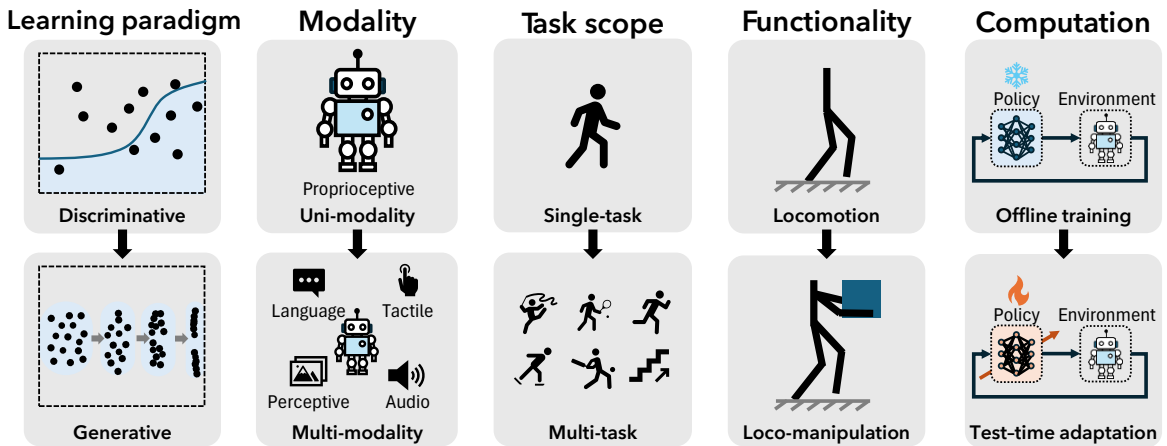 Learning paradigm
Discriminative
Generative
Modality
Proprioceptive
Uni-modality
Language
Tactile
Perceptive
Audio
Multi-modality
Task scope
Single-task
Multi-task
Functionality
Locomotion
Loco-manipulation
Computation
Policy Environment
Offline training
Policy Environment
Test-time adaptation